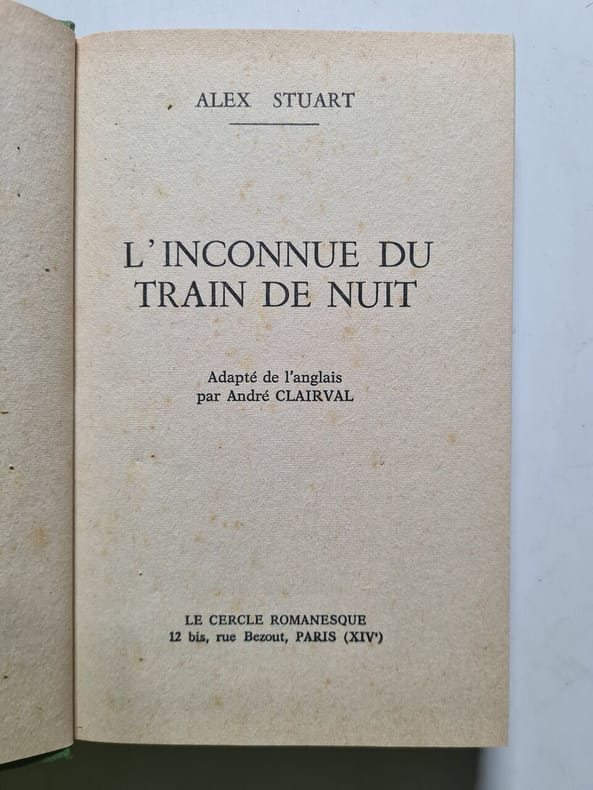 ALEX STUART
L'INCONNUE DU
TRAIN DE NUIT
Adapté de l'anglais
par André CLAIRVAL
LE CERCLE ROMANESQUE
12 bis, rue Bezout, PARIS (XIVᵉ)